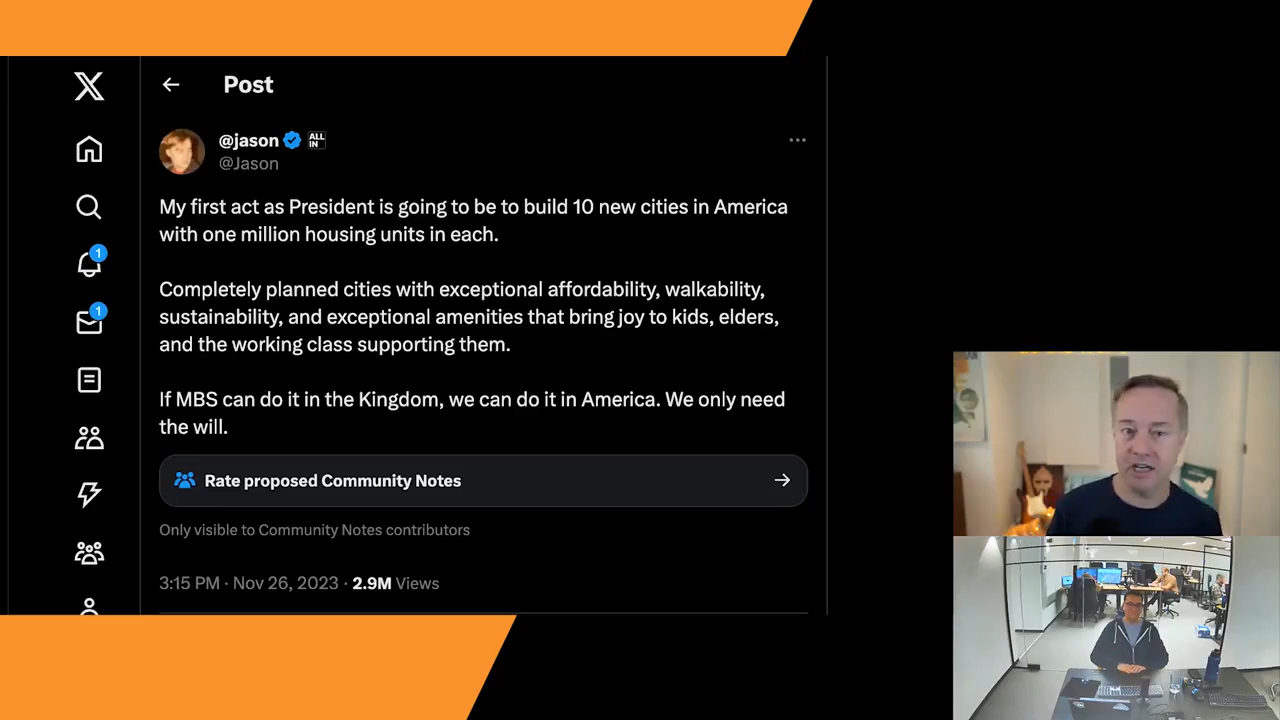 Post
@jason ALL IN
@Jason
My first act as President is going to be to build 10 new cities in America
with one million housing units in each.
Completely planned cities with exceptional affordability, walkability,
sustainability, and exceptional amenities that bring joy to kids, elders,
and the working class supporting them.
If MBS can do it in the Kingdom, we can do it in America. We only need
the will.
Rate proposed Community Notes
Only visible to Community Notes contributors
3:15 PM · Nov 26, 2023 · 2.9M Views
1
1